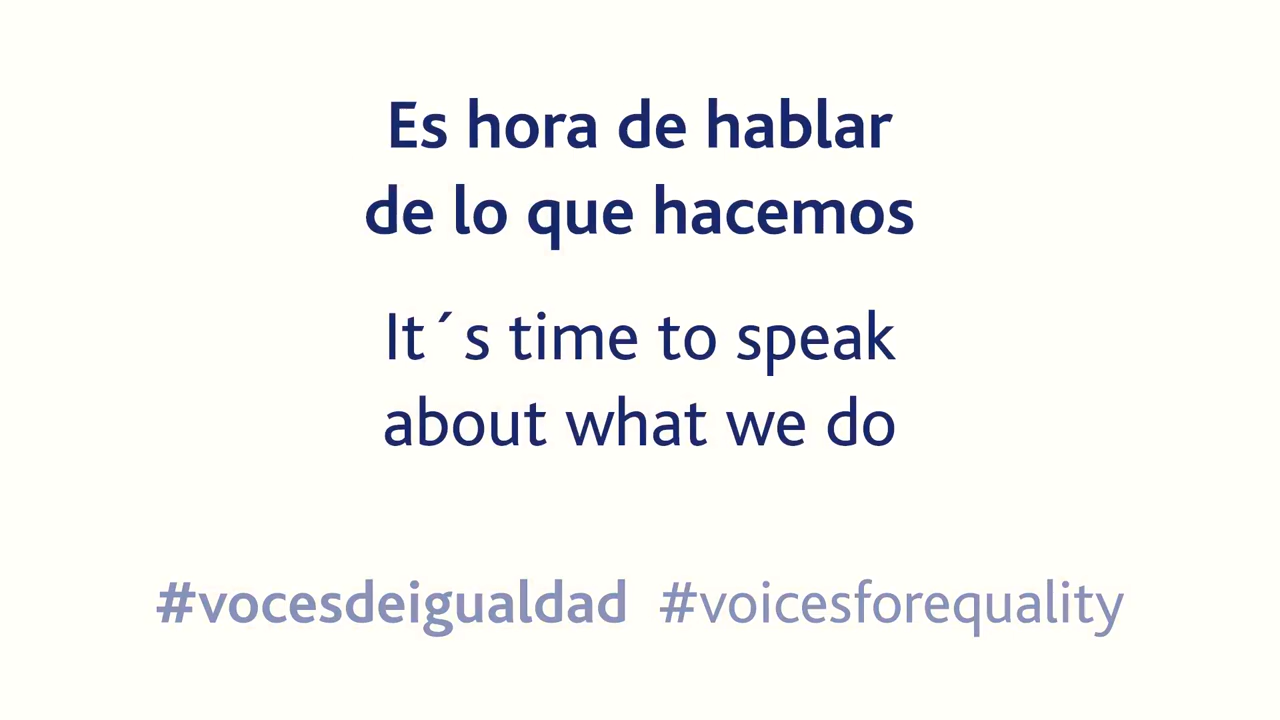 Es hora de hablar
de lo que hacemos
It´s time to speak
about what we do
#vocesdeigualdad #voicesforequality